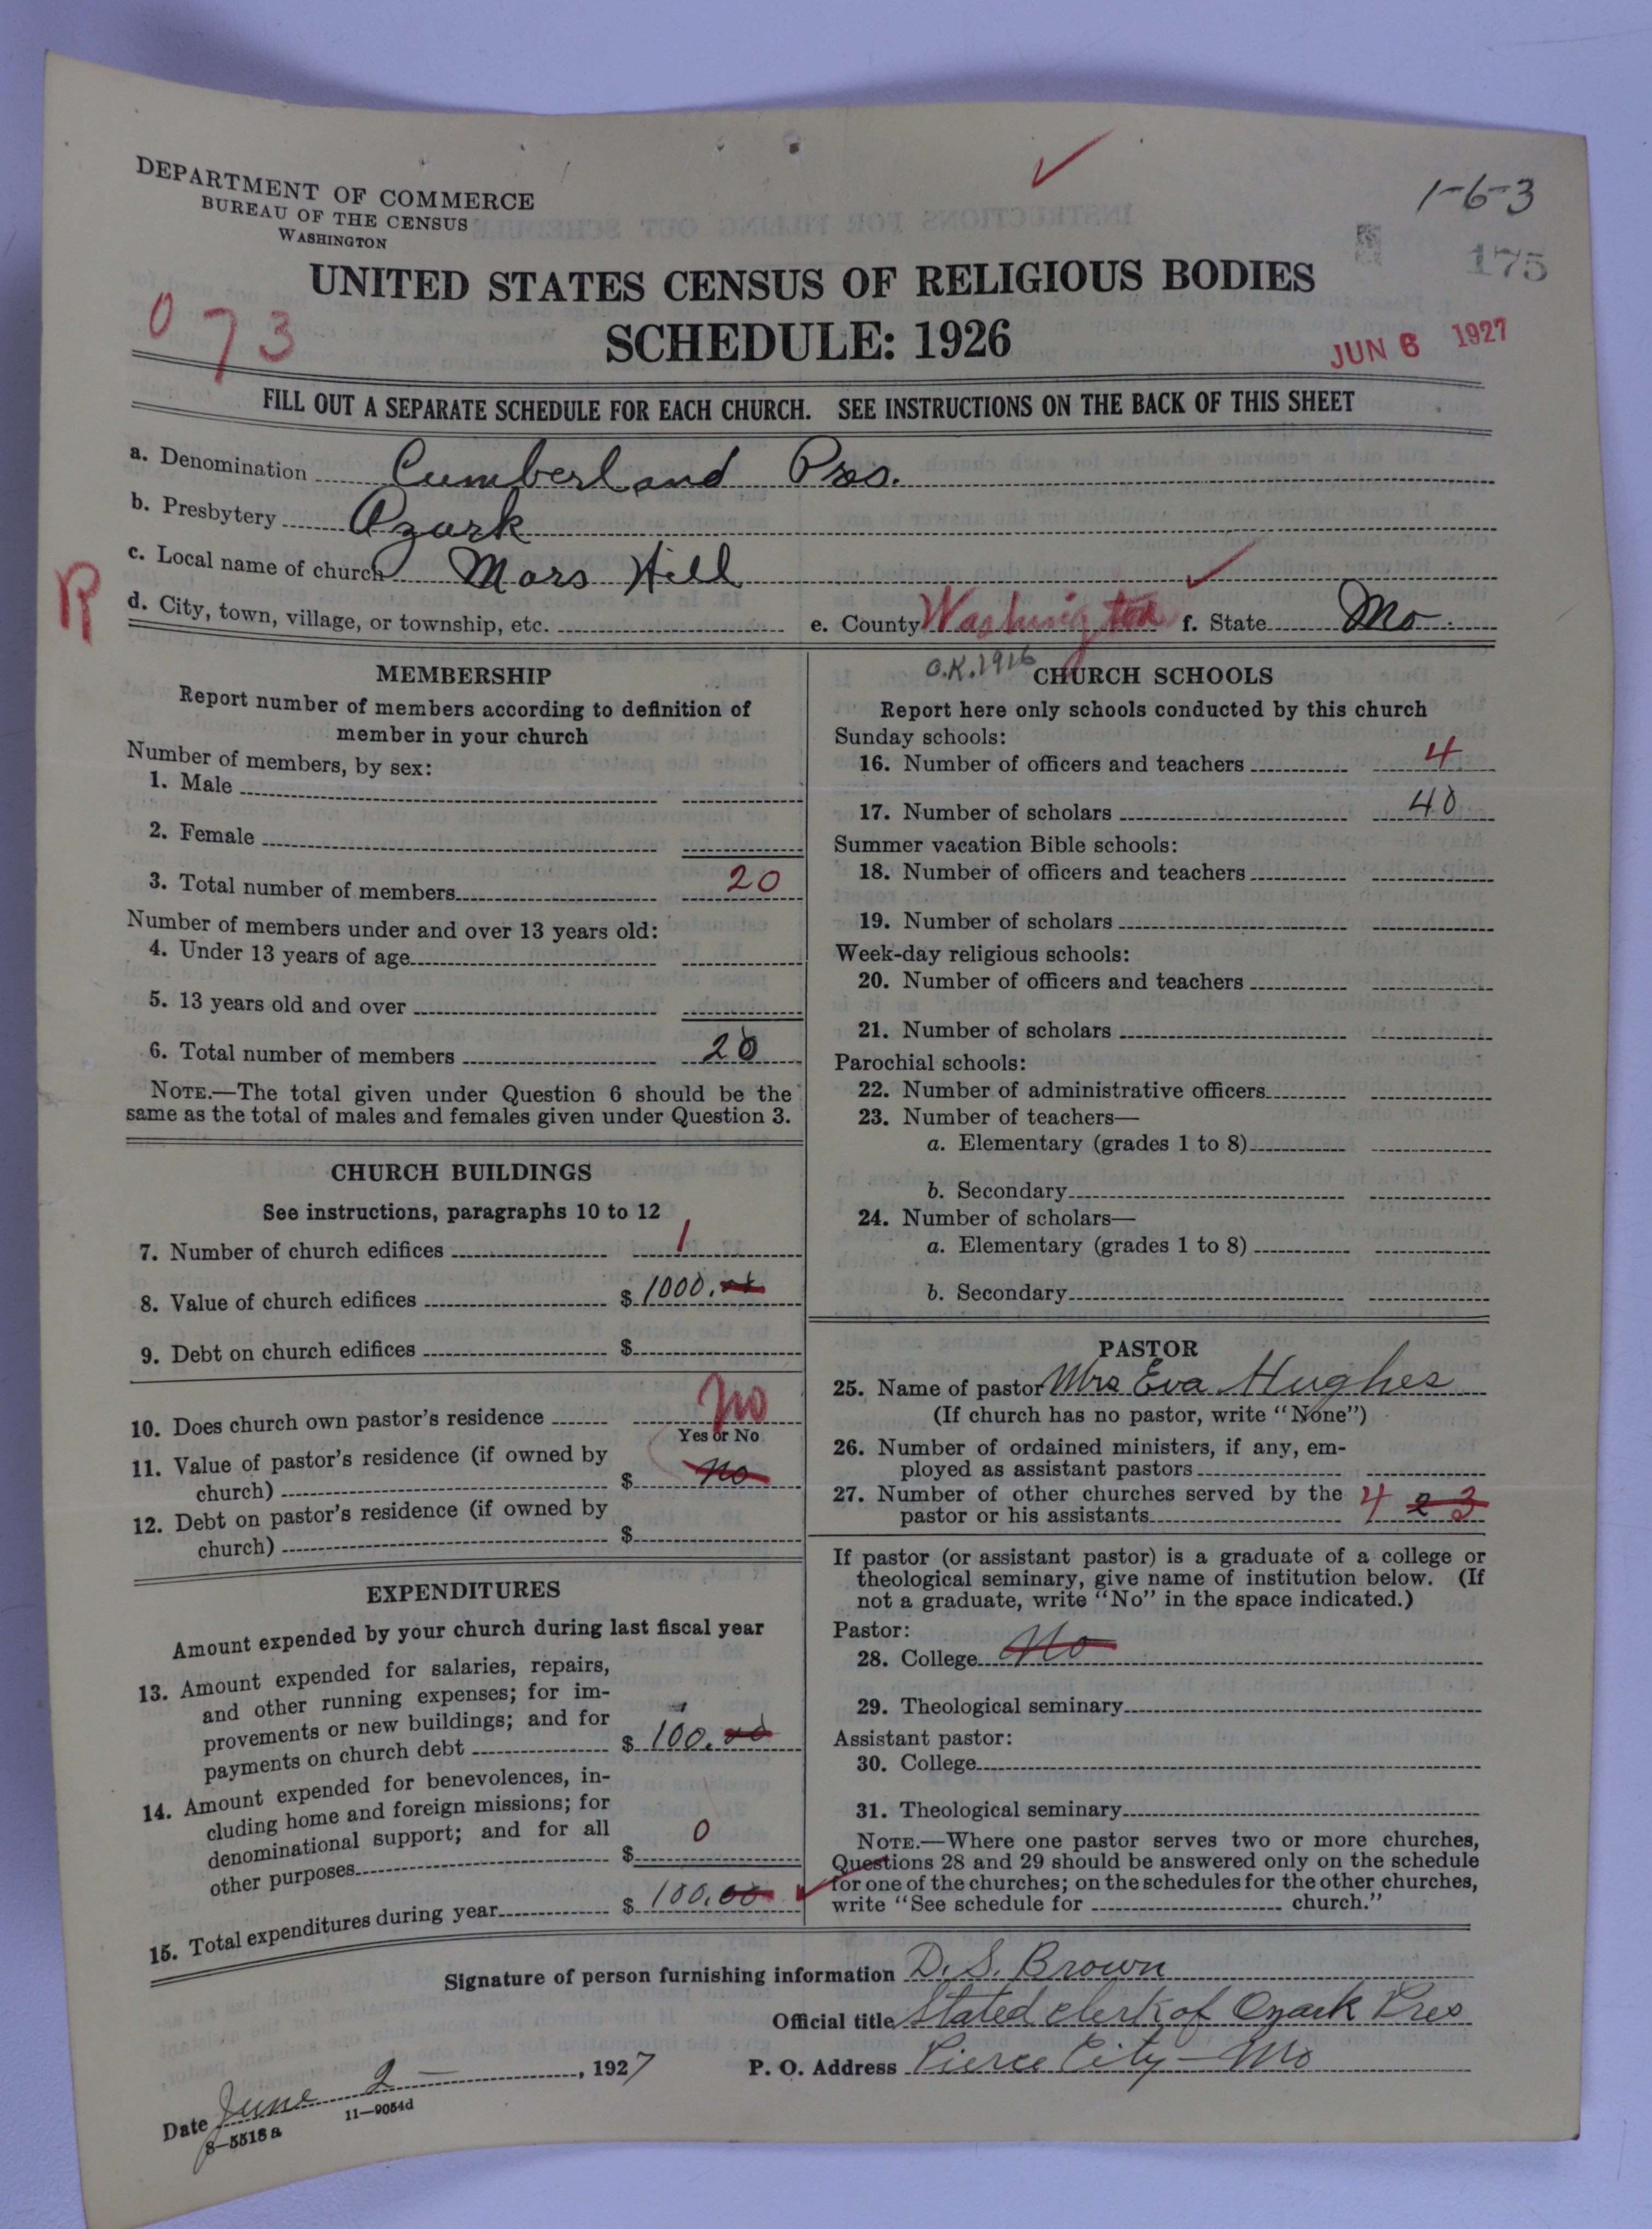 DEPARTMENT OF COMMERCE
BUREAU OF THE CENSUS
WASHINGTON
1-6-3
175
UNITED STATES CENSUS OF RELIGIOUS BODIES
SCHEDULE: 1926
073
JUN 6 1927
FILL OUT A SEPARATE SCHEDULE FOR EACH CHURCH. SEE INSTRUCTIONS ON THE BACK OF THIS SHEET
a. Denomination Cumberland Pres.
b. Presbytery Ozark
c. Local name of church Mars Hill
R
d. City, town, village, or township, etc. e. County Washington f. State Mo.
O.K. 1916
MEMBERSHIP
Report number of members according to definition of
member in your church
Number of members, by sex:
1. Male
2. Female
3. Total number of members 20
Number of members under and over 13 years old:
4. Under 13 years of age
5. 13 years old and over
6. Total number of members 20
NOTE.—The total given under Question 6 should be the
same as the total of males and females given under Question 3.
CHURCH BUILDINGS
See instructions, paragraphs 10 to 12
7. Number of church edifices 1
8. Value of church edifices $ 1000.00
9. Debt on church edifices $
10. Does church own pastor's residence No
Yes or No
11. Value of pastor's residence (if owned by
church) $ No
12. Debt on pastor's residence (if owned by
church) $
EXPENDITURES
Amount expended by your church during last fiscal year
13. Amount expended for salaries, repairs,
and other running expenses; for im-
provements or new buildings; and for
payments on church debt $ 100.00
14. Amount expended for benevolences, in-
cluding home and foreign missions; for
denominational support; and for all
other purposes $ 0
15. Total expenditures during year $ 100.00
CHURCH SCHOOLS
Report here only schools conducted by this church
Sunday schools:
16. Number of officers and teachers 4
17. Number of scholars 40
Summer vacation Bible schools:
18. Number of officers and teachers
19. Number of scholars
Week-day religious schools:
20. Number of officers and teachers
21. Number of scholars
Parochial schools:
22. Number of administrative officers
23. Number of teachers—
a. Elementary (grades 1 to 8)
b. Secondary
24. Number of scholars—
a. Elementary (grades 1 to 8)
b. Secondary
PASTOR
25. Name of pastor Mrs Eva Hughes
(If church has no pastor, write "None")
26. Number of ordained ministers, if any, em-
ployed as assistant pastors
27. Number of other churches served by the
pastor or his assistants 4 2 3
If pastor (or assistant pastor) is a graduate of a college or
theological seminary, give name of institution below. (If
not a graduate, write "No" in the space indicated.)
Pastor:
28. College No
29. Theological seminary
Assistant pastor:
30. College
31. Theological seminary
NOTE.—Where one pastor serves two or more churches,
Questions 28 and 29 should be answered only on the schedule
for one of the churches; on the schedules for the other churches,
write "See schedule for church."
Signature of person furnishing information D. S. Brown
Official title Stated clerk of Ozark Pres
Date June 2 — , 1927 P. O. Address Pierce City — Mo
8—5518a 11—9054d